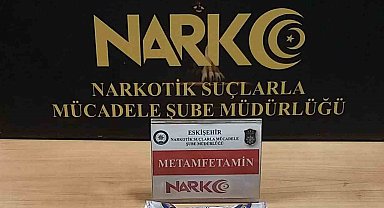 NARKO
NARKOTİK SUÇLARLA
MÜCADELE ŞUBE MÜDÜRLÜĞÜ
ESKİŞEHİR
NARKOTİK SUÇLARLA MÜCADELE
ŞUBE MÜDÜRLÜĞÜ
METAMFETAMİN
NARKO